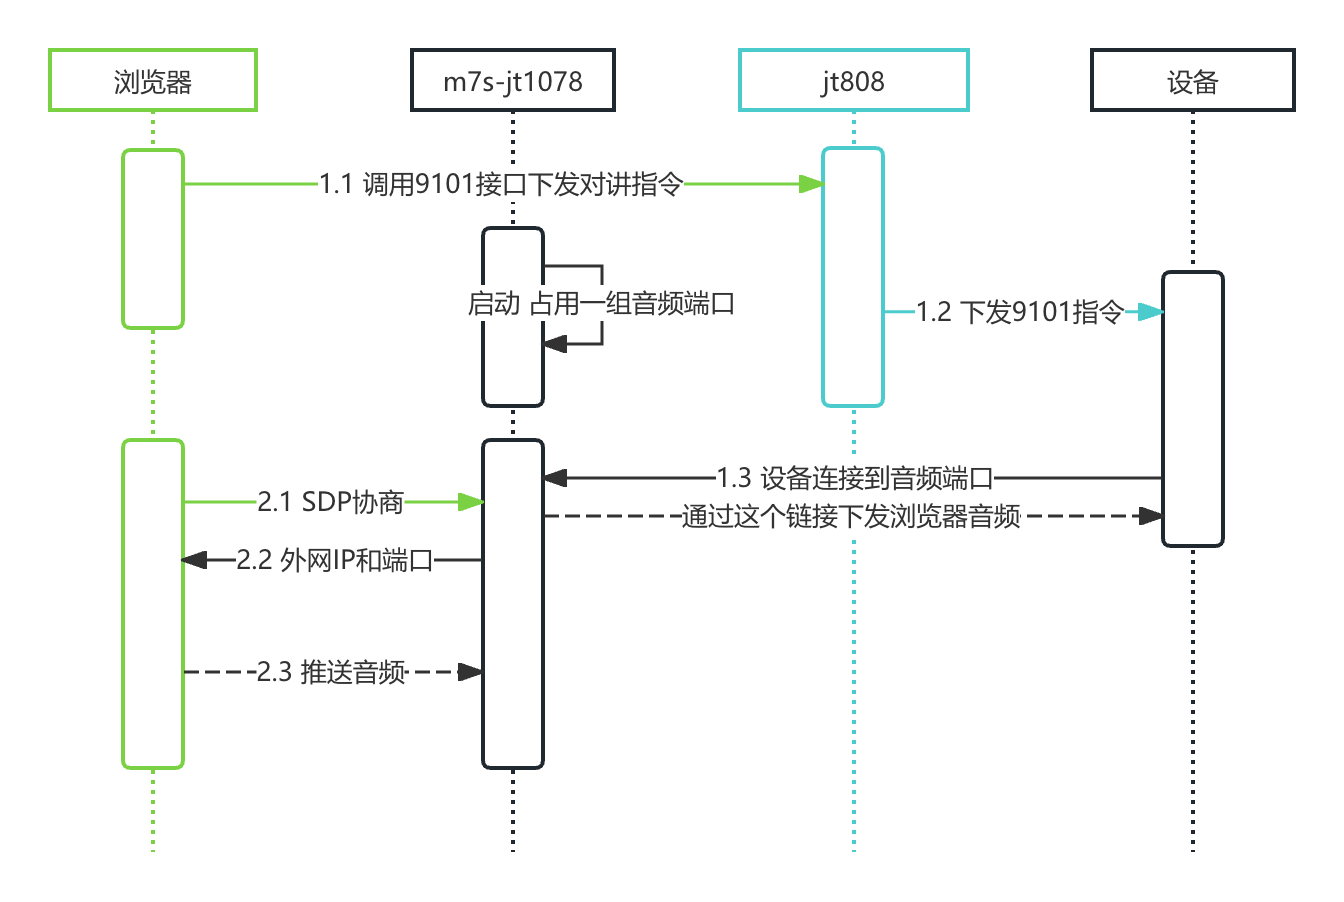 浏览器
m7s-jt1078
jt808
设备
1.1 调用9101接口下发对讲指令
启动 占用一组音频端口
1.2 下发9101指令
1.3 设备连接到音频端口
2.1 SDP协商
通过这个链接下发浏览器音频
2.2 外网IP和端口
2.3 推送音频